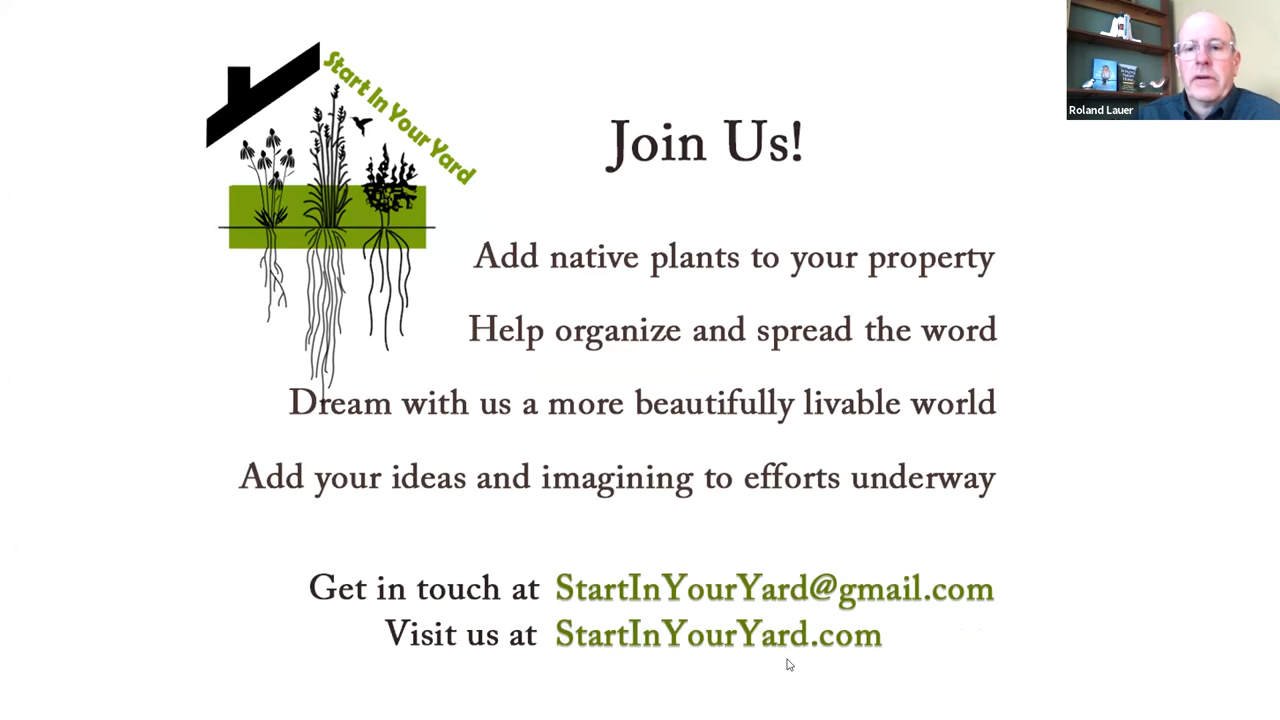 Start In Your Yard
Roland Lauer
Join Us!
Add native plants to your property
Help organize and spread the word
Dream with us a more beautifully livable world
Add your ideas and imagining to efforts underway
Get in touch at StartInYourYard@gmail.com
Visit us at StartInYourYard.com